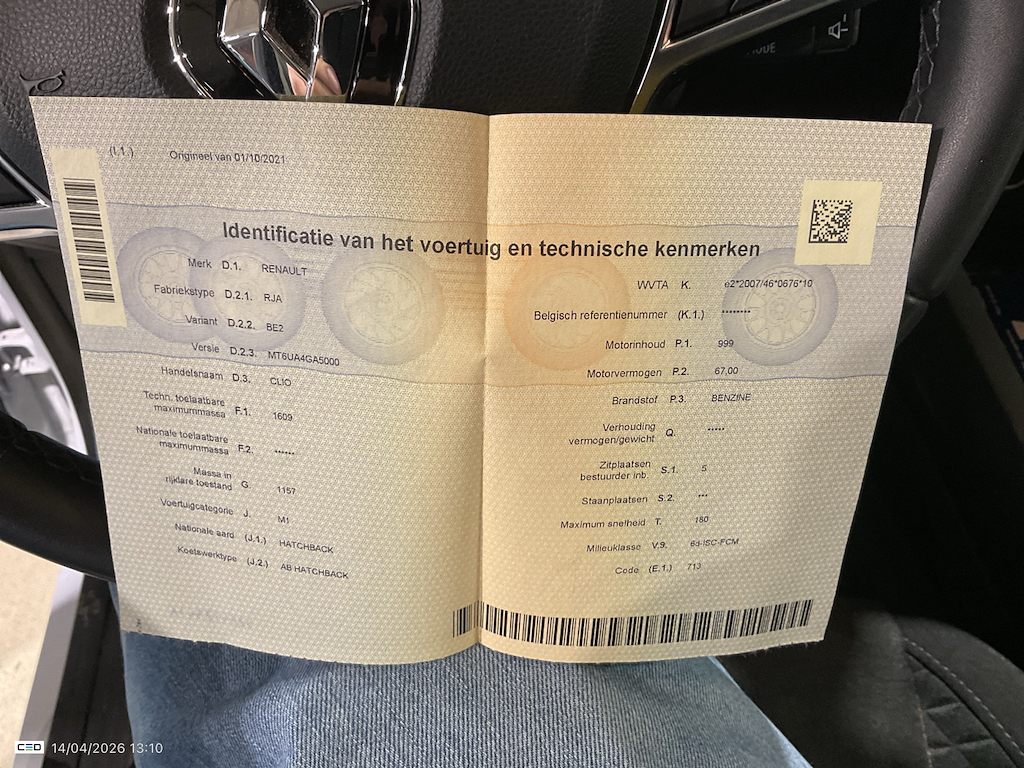 MODE
(I.1.) Origineel van 01/10/2021
Identificatie van het voertuig en technische kenmerken
Merk D.1. RENAULT
Fabriekstype D.2.1. RJA
Variant D.2.2. BE2
Versie D.2.3. MT6UA4GA5000
Handelsnaam D.3. CLIO
Techn. toelaatbare
maximummassa F.1. 1609
Nationale toelaatbare
maximummassa F.2. ******
Massa in
rijklare toestand G. 1157
Voertuigcategorie J. M1
Nationale aard (J.1.) HATCHBACK
Koetswerktype (J.2.) AB HATCHBACK
WVTA K. e2*2007/46*0676*10
Belgisch referentienummer (K.1.) ********
Motorinhoud P.1. 999
Motorvermogen P.2. 67,00
Brandstof P.3. BENZINE
Verhouding
vermogen/gewicht Q. *****
Zitplaatsen
bestuurder inb. S.1. 5
Staanplaatsen S.2. ***
Maximum snelheid T. 180
Milieuklasse V.9. 6d-ISC-FCM
Code (E.1.) 713
CEO 14/04/2026 13:10